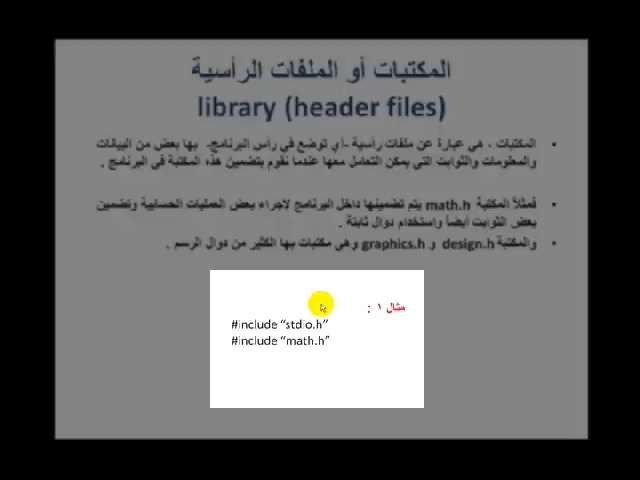 المكتبات أو الملفات الرأسية
library (header files)
• المكتبات ، هي عبارة عن ملفات رأسية -أي توضع في رأس البرنامج- بها بعض من البيانات
والمعلومات والثوابت التي يمكن التعامل معها عندما نقوم بتضمين هذه المكتبة في البرنامج .
• فمثلاً المكتبة math.h يتم تضمينها داخل البرنامج لإجراء بعض العمليات الحسابية وتضمين
بعض الثوابت أيضاً واستخدام دوال ثابتة .
• والمكتبة design.h و graphics.h وهي مكتبات بها الكثير من دوال الرسم .
مثال ١ :
#include “stdio.h”
#include “math.h”